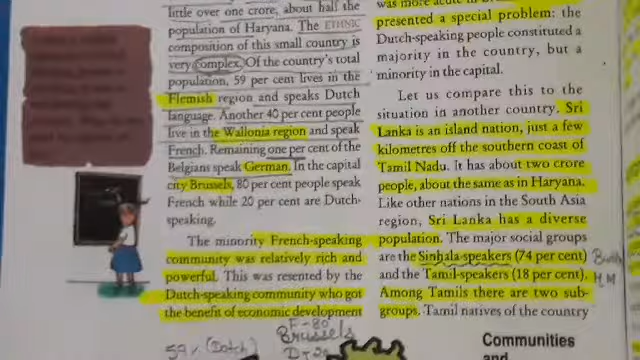 little over one crore, about half the
population of Haryana. The ETHNIC
composition of this small country is
very complex. Of the country's total
population, 59 per cent lives in the
Flemish region and speaks Dutch
language. Another 40 per cent people
live in the Wallonia region and speak
French. Remaining one per cent of the
Belgians speak German. In the capital
city Brussels, 80 per cent people speak
French while 20 per cent are Dutch-
speaking.
The minority French-speaking
community was relatively rich and
powerful. This was resented by the
Dutch-speaking community who got
the benefit of economic development
59% (Dutch)
F-80
Brussels
D-20
was more acute in
presented a special problem: the
Dutch-speaking people constituted a
majority in the country, but a
minority in the capital.
Let us compare this to the
situation in another country. Sri
Lanka is an island nation, just a few
kilometres off the southern coast of
Tamil Nadu. It has about two crore
people, about the same as in Haryana.
Like other nations in the South Asia
region, Sri Lanka has a diverse
population. The major social groups
are the Sinhala-speakers (74 per cent)
and the Tamil-speakers (18 per cent).
Among Tamils there are two sub-
groups. Tamil natives of the country
H M
Communities
and